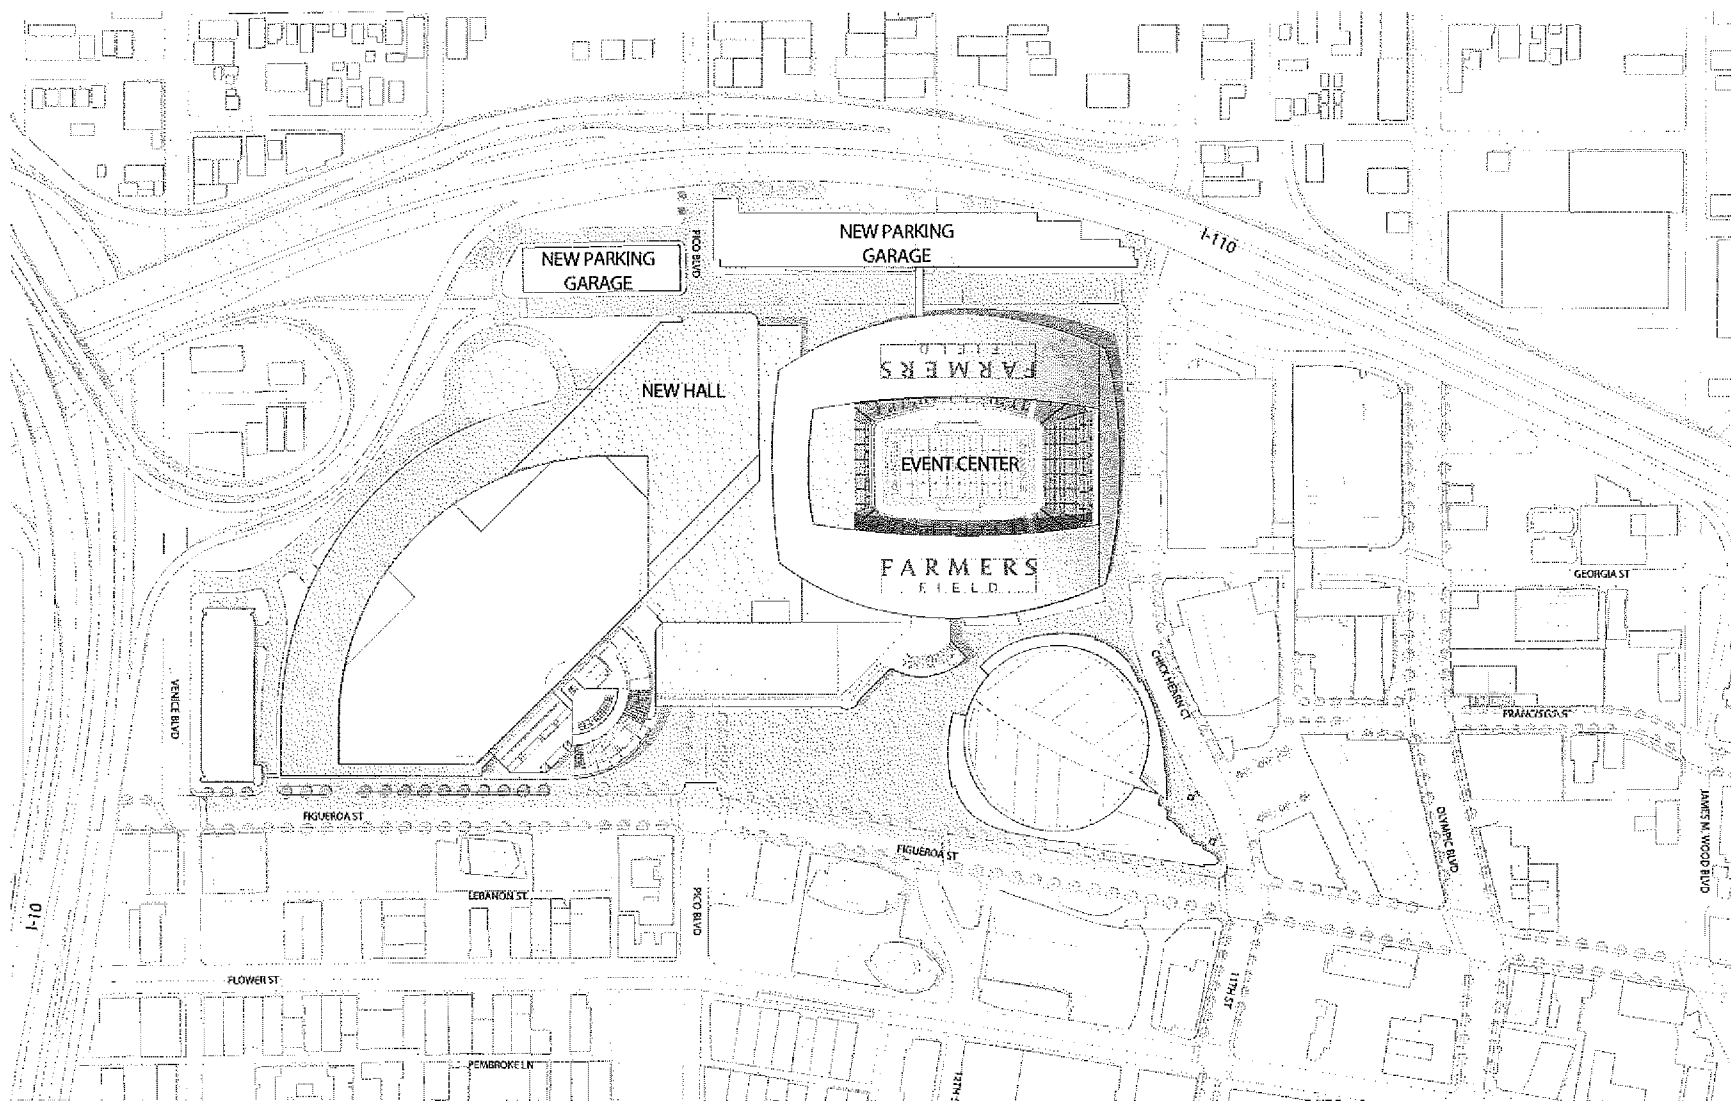 NEW PARKING
GARAGE
I-110
PICO BLVD
NEW PARKING
GARAGE
FIELD
FARMERS
NEW HALL
EVENT CENTER
FARMERS
FIELD
GEORGIA ST
CHICK HEARN CT
VENICE BLVD
FIGUEROA ST
FIGUEROA ST
OLYMPIC BLVD
JAMES M WOOD BLVD
LEBANON ST
PICO BLVD
I-10
FLOWER ST
11TH ST
PEMBROKE LN